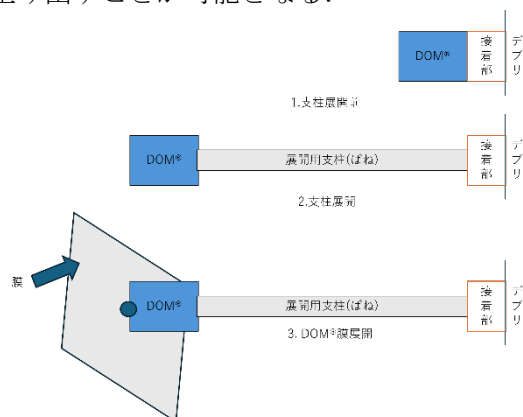 り出すことが可能となる.
DOM®
接着部
デブリ
1.支柱展開前
DOM®
展開用支柱(ばね)
接着部
デブリ
2.支柱展開
膜
DOM®
展開用支柱(ばね)
接着部
デブリ
3. DOM®膜展開